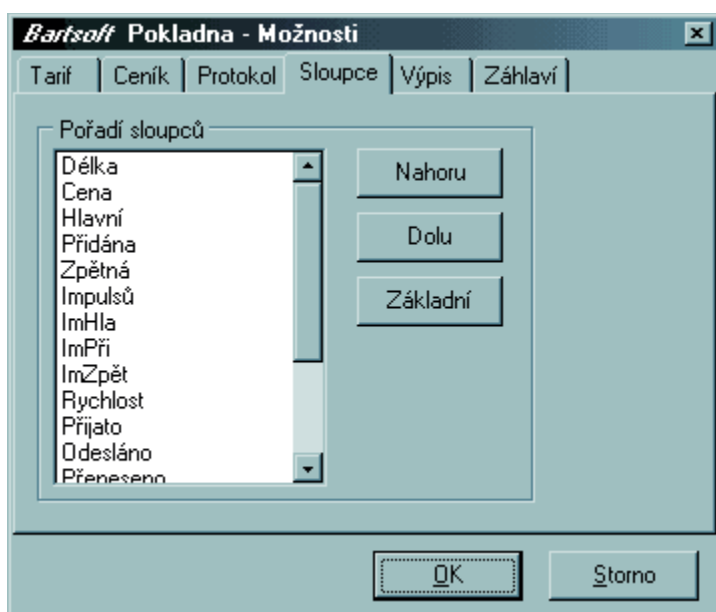 Bartsoft Pokladna - Možnosti
Tarif Ceník Protokol Sloupce Výpis Záhlaví
Pořadí sloupců
Délka
Cena
Hlavní
Přidána
Zpětná
Impulsů
ImHla
ImPři
ImZpět
Rychlost
Přijato
Odesláno
Přeneseno
Nahoru
Dolu
Základní
OK Storno